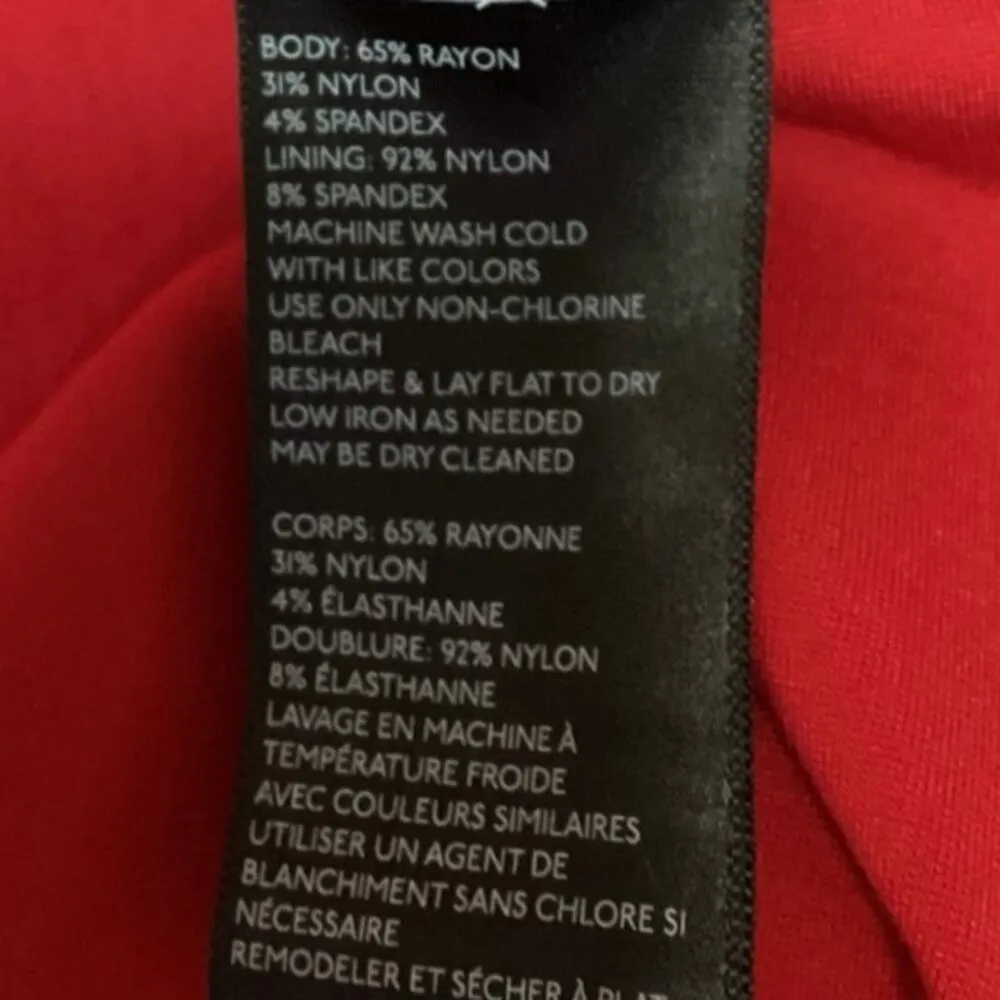 BODY: 65% RAYON
31% NYLON
4% SPANDEX
LINING: 92% NYLON
8% SPANDEX
MACHINE WASH COLD
WITH LIKE COLORS
USE ONLY NON-CHLORINE
BLEACH
RESHAPE & LAY FLAT TO DRY
LOW IRON AS NEEDED
MAY BE DRY CLEANED
CORPS: 65% RAYONNE
31% NYLON
4% ÉLASTHANNE
DOUBLURE: 92% NYLON
8% ÉLASTHANNE
LAVAGE EN MACHINE À
TEMPÉRATURE FROIDE
AVEC COULEURS SIMILAIRES
UTILISER UN AGENT DE
BLANCHIMENT SANS CHLORE SI
NÉCESSAIRE
REMODELER ET SÉCHER À PLAT